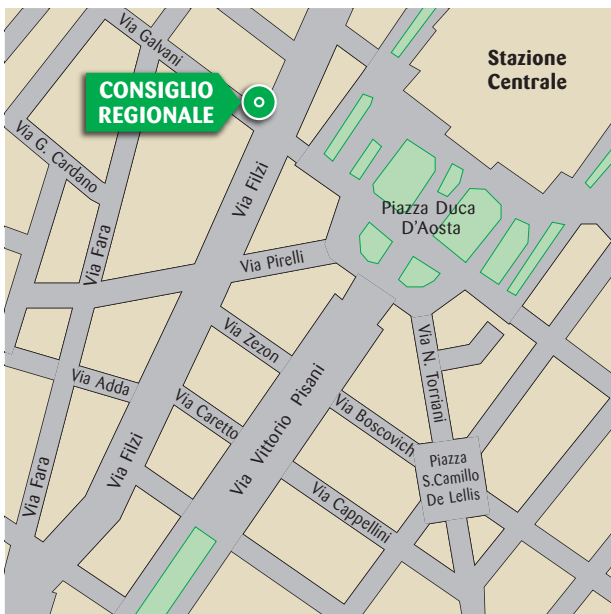 Via Galvani
Stazione
Centrale
CONSIGLIO
REGIONALE
Via G. Cardano
Via Filzi
Piazza Duca
D'Aosta
Via Fara
Via Pirelli
Via Zezon
Via N. Torriani
Via Adda
Via Vittorio Pisani
Via Caretto
Via Boscovich
Via Filzi
Piazza
S.Camillo
De Lellis
Via Fara
Via Cappellini